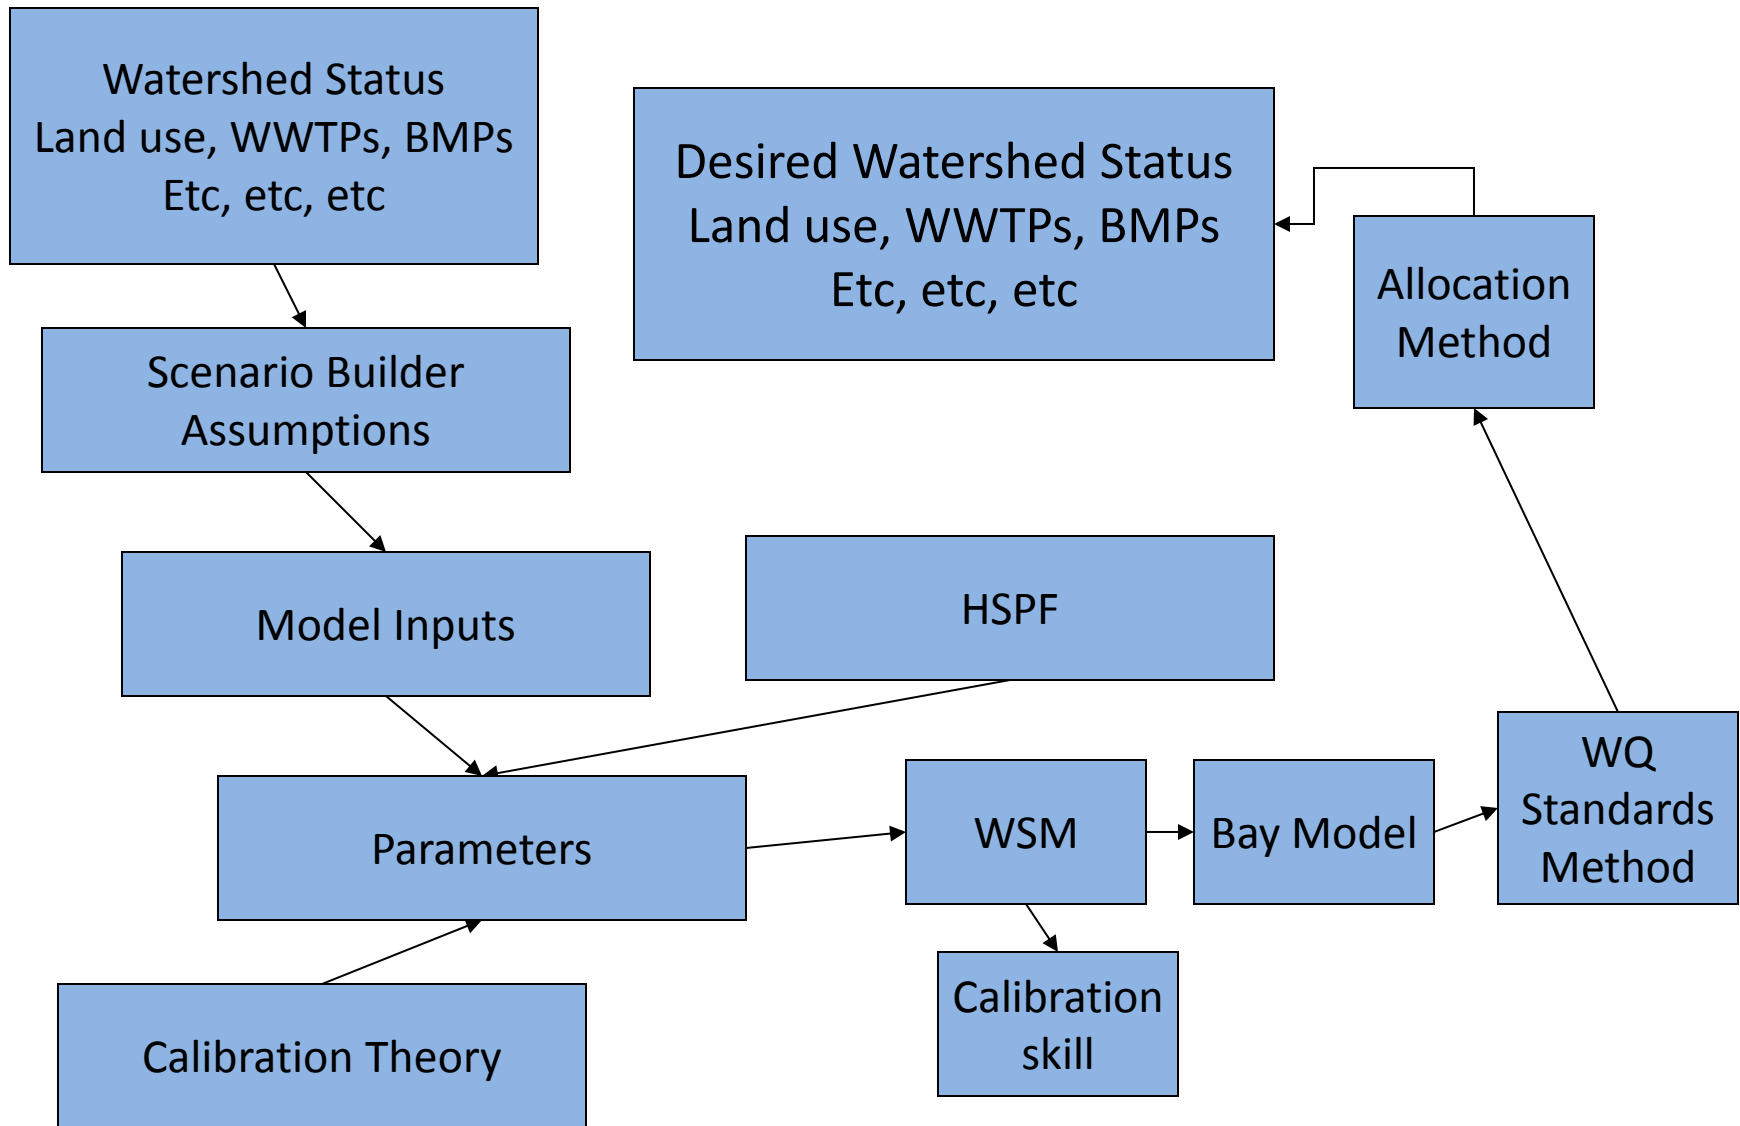 Watershed Status
Land use, WWTPs, BMPs
Etc, etc, etc
Desired Watershed Status
Land use, WWTPs, BMPs
Etc, etc, etc
Allocation
Method
Scenario Builder
Assumptions
Model Inputs
HSPF
Parameters
WSM
Bay Model
WQ
Standards
Method
Calibration
skill
Calibration Theory